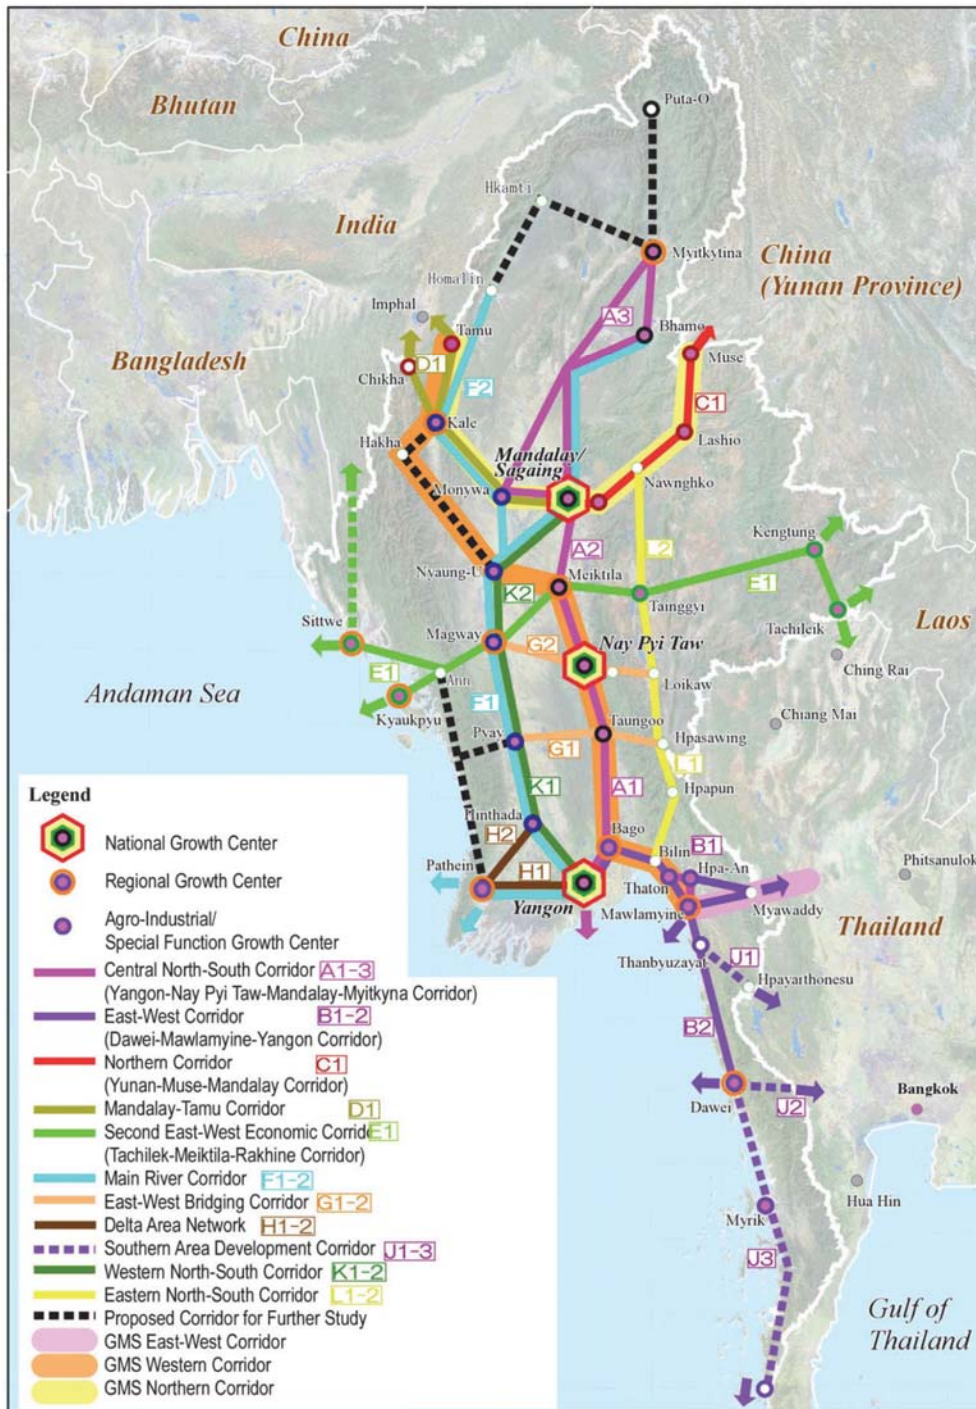 China
Bhutan
Puta-O
Hkamti
India
Myitkytina
China
(Yunan Province)
Homalin
Imphal
Tamu
A3
Bhamo
Muse
Bangladesh
D1
Chikha
F2
C1
Kale
Lashio
Hakha
Mandalay/
Sagaing
Nawnghko
Monywa
Kengtung
A2
L2
Nyaung-U
Meiktila
E1
K2
Tainggyi
Tachileik
Sittwe
Magway
Nay Pyi Taw
Laos
G2
Ching Rai
E1
Ann
Loikaw
Andaman Sea
Kyaukpyu
F1
Chiang Mai
Taungoo
Pyay
Hpasawing
G1
L1
Legend
K1
A1
Hpapun
National Growth Center
Hinthada
Bago
H2
B1
Bilin
Pathein
H1
Hpa-An
Phitsanulok
Regional Growth Center
Thaton
Yangon
Mawlamyine
Myawaddy
Agro-Industrial/
Special Function Growth Center
Thailand
Thanbyuzayat
J1
Central North-South Corridor A1-3
(Yangon-Nay Pyi Taw-Mandalay-Myitkyna Corridor)
Hpayarthonesu
East-West Corridor B1-2
(Dawei-Mawlamyine-Yangon Corridor)
B2
Northern Corridor C1
(Yunan-Muse-Mandalay Corridor)
Bangkok
Dawei
J2
Mandalay-Tamu Corridor D1
Second East-West Economic Corrido E1
(Tachilek-Meiktila-Rakhine Corridor)
Main River Corridor F1-2
Hua Hin
East-West Bridging Corridor G1-2
Myrik
Delta Area Network H1-2
Southern Area Development Corridor J1-3
J3
Western North-South Corridor K1-2
Eastern North-South Corridor L1-2
Proposed Corridor for Further Study
Gulf of
Thailand
GMS East-West Corridor
GMS Western Corridor
GMS Northern Corridor